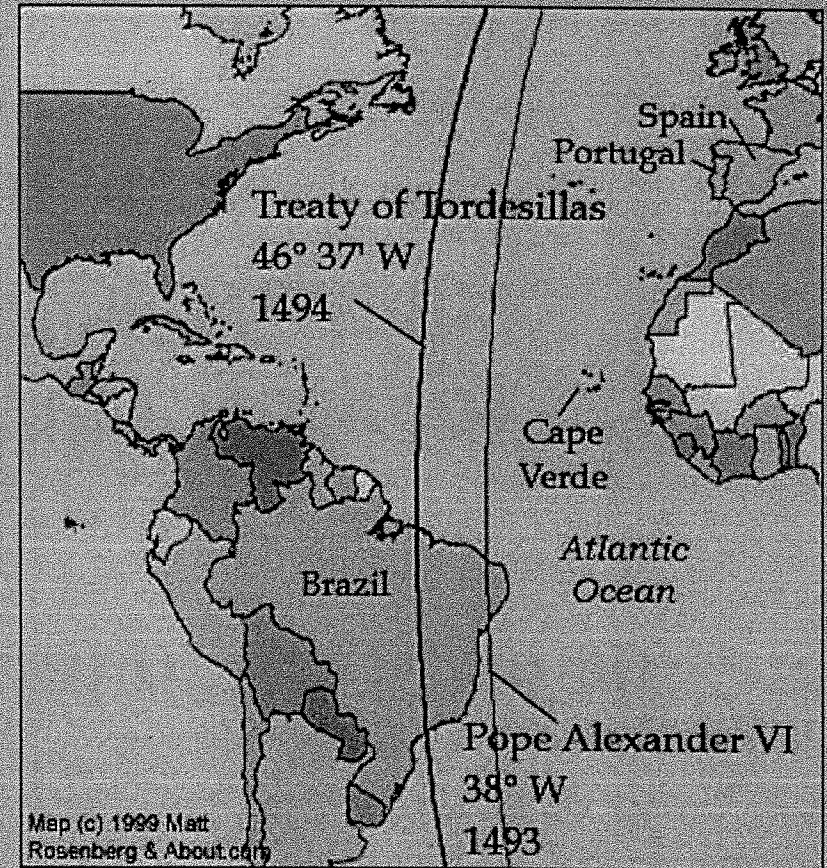 Spain
Portugal
Treaty of Tordesillas
46° 37' W
1494
Cape
Verde
Atlantic
Ocean
Brazil
Pope Alexander VI
38° W
1493
Map (c) 1999 Matt
Rosenberg & About.com